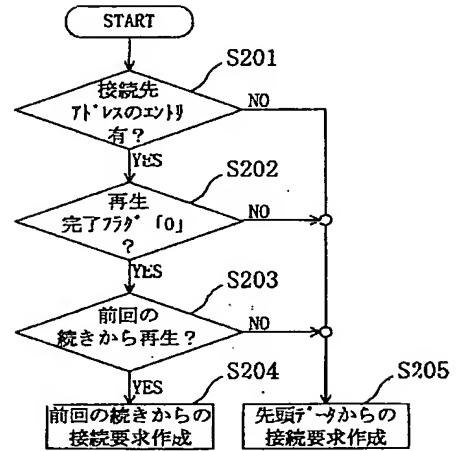 START
S201
接続先
ｱﾄﾞﾚｽのｴﾝﾄﾘ
有？
NO
YES
S202
再生
完了ﾌﾗｸﾞ「0」
？
NO
YES
S203
前回の
続きから再生？
NO
YES
S204
前回の続きからの
接続要求作成
S205
先頭ﾃﾞｰﾀからの
接続要求作成